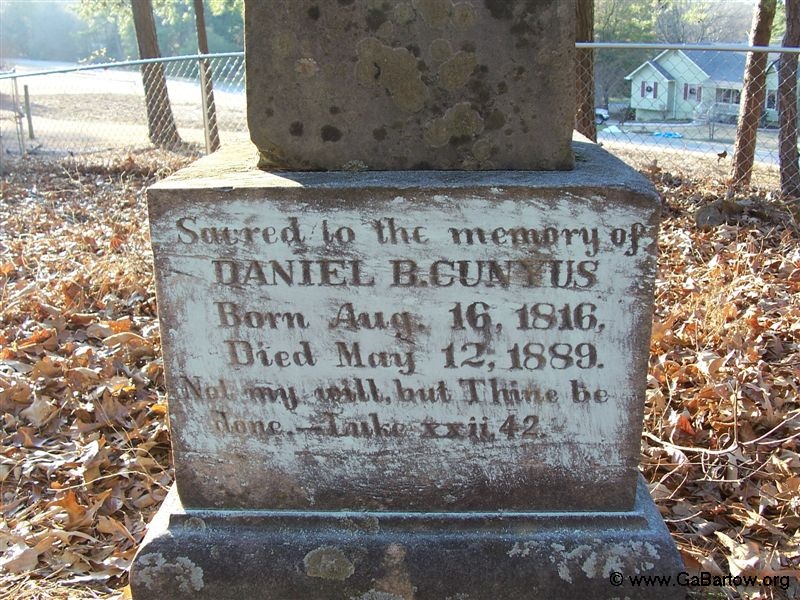 Sacred to the memory of
DANIEL B. CUNYUS
Born Aug. 16, 1816,
Died May 12, 1889.
Not my will, but Thine be
done.—Luke xxii, 42.
© www.GaBartow.org